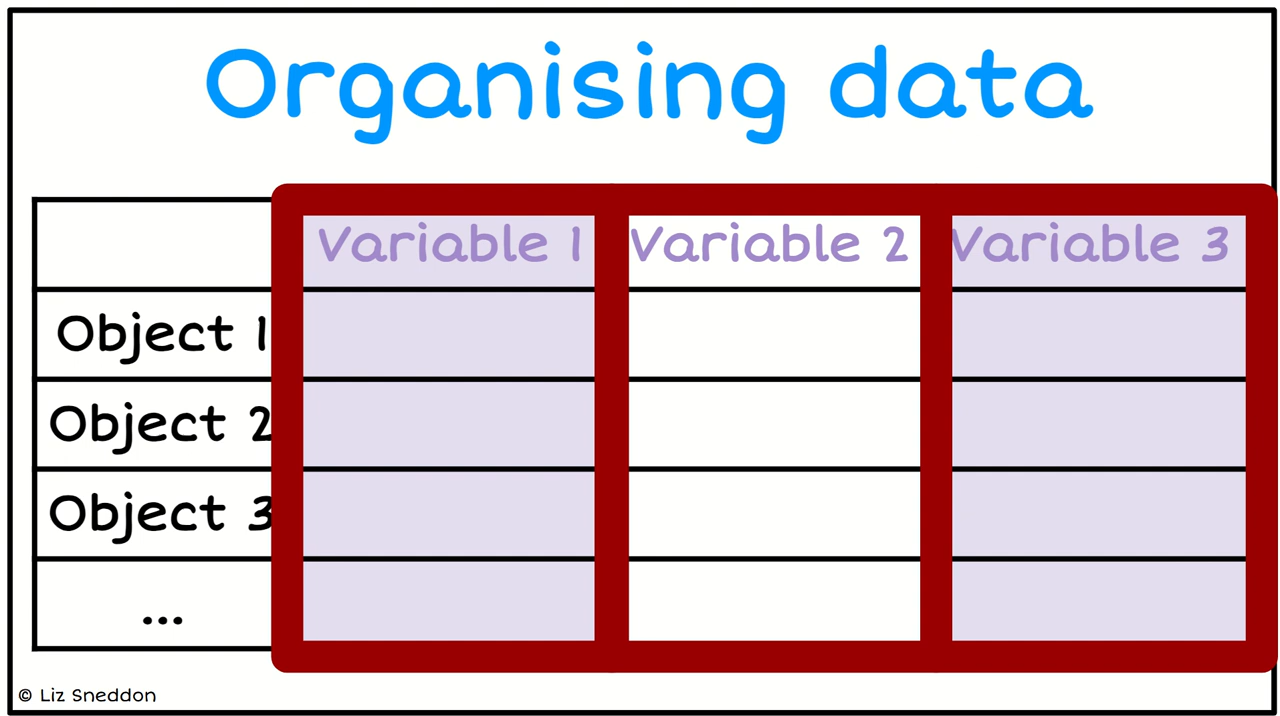 Organising data
Variable 1 Variable 2 Variable 3
Object 1
Object 2
Object 3
...
© Liz Sneddon